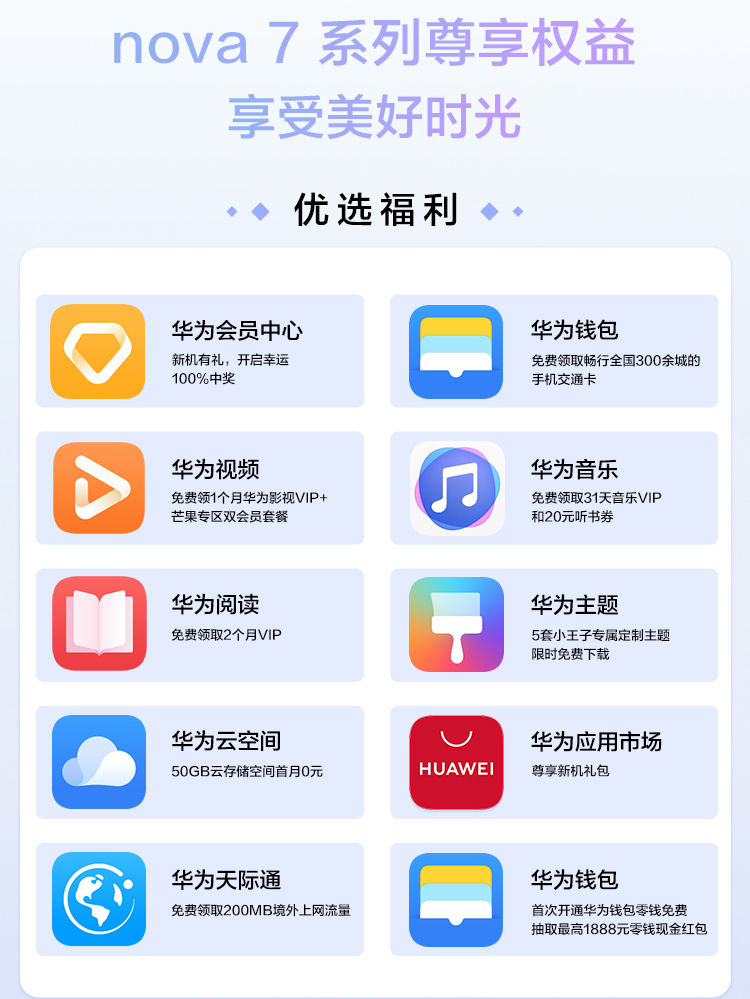 nova 7 系列尊享权益
享受美好时光
优选福利
华为会员中心
新机有礼，开启幸运
100%中奖
华为钱包
免费领取畅行全国300余城的
手机交通卡
华为视频
免费领1个月华为影视VIP+
芒果专区双会员套餐
华为音乐
免费领取31天音乐VIP
和20元听书券
华为阅读
免费领取2个月VIP
华为主题
5套小王子专属定制主题
限时免费下载
华为云空间
50GB云存储空间首月0元
HUAWEI
华为应用市场
尊享新机礼包
华为天际通
免费领取200MB境外上网流量
华为钱包
首次开通华为钱包零钱免费
抽取最高1888元零钱现金红包